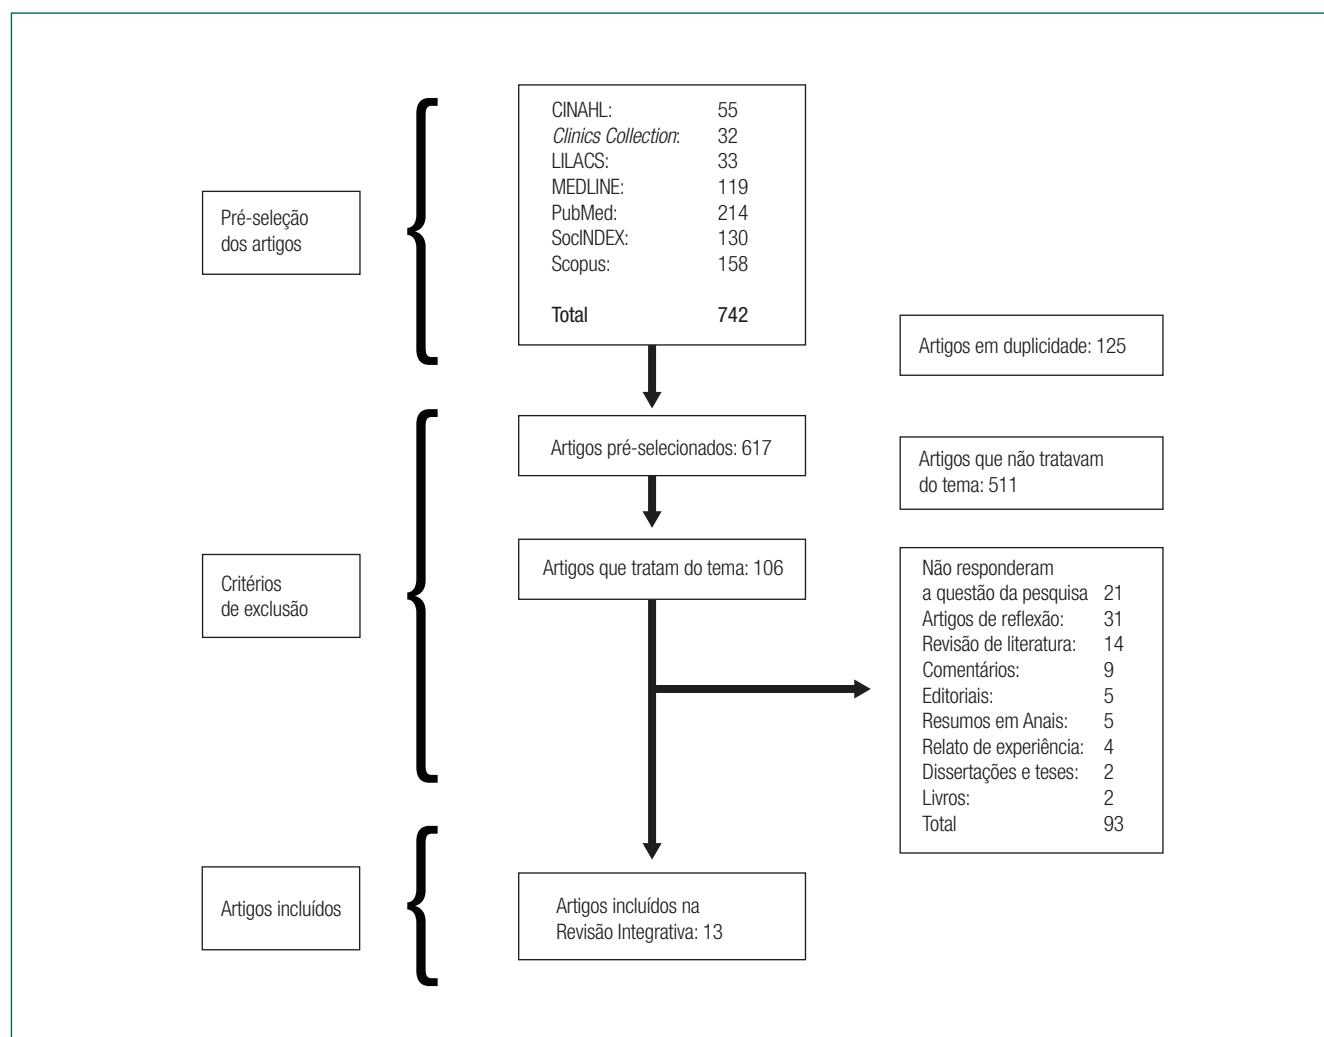 Pré-seleção
dos artigos
CINAHL: 55
Clinics Collection: 32
LILACS: 33
MEDLINE: 119
PubMed: 214
SocINDEX: 130
Scopus: 158
Total 742
Artigos em duplicidade: 125
Critérios
de exclusão
Artigos pré-selecionados: 617
Artigos que não tratavam
do tema: 511
Artigos que tratam do tema: 106
Não responderam
a questão da pesquisa 21
Artigos de reflexão: 31
Revisão de literatura: 14
Comentários: 9
Editoriais: 5
Resumos em Anais: 5
Relato de experiência: 4
Dissertações e teses: 2
Livros: 2
Total 93
Artigos incluídos
Artigos incluídos na
Revisão Integrativa: 13